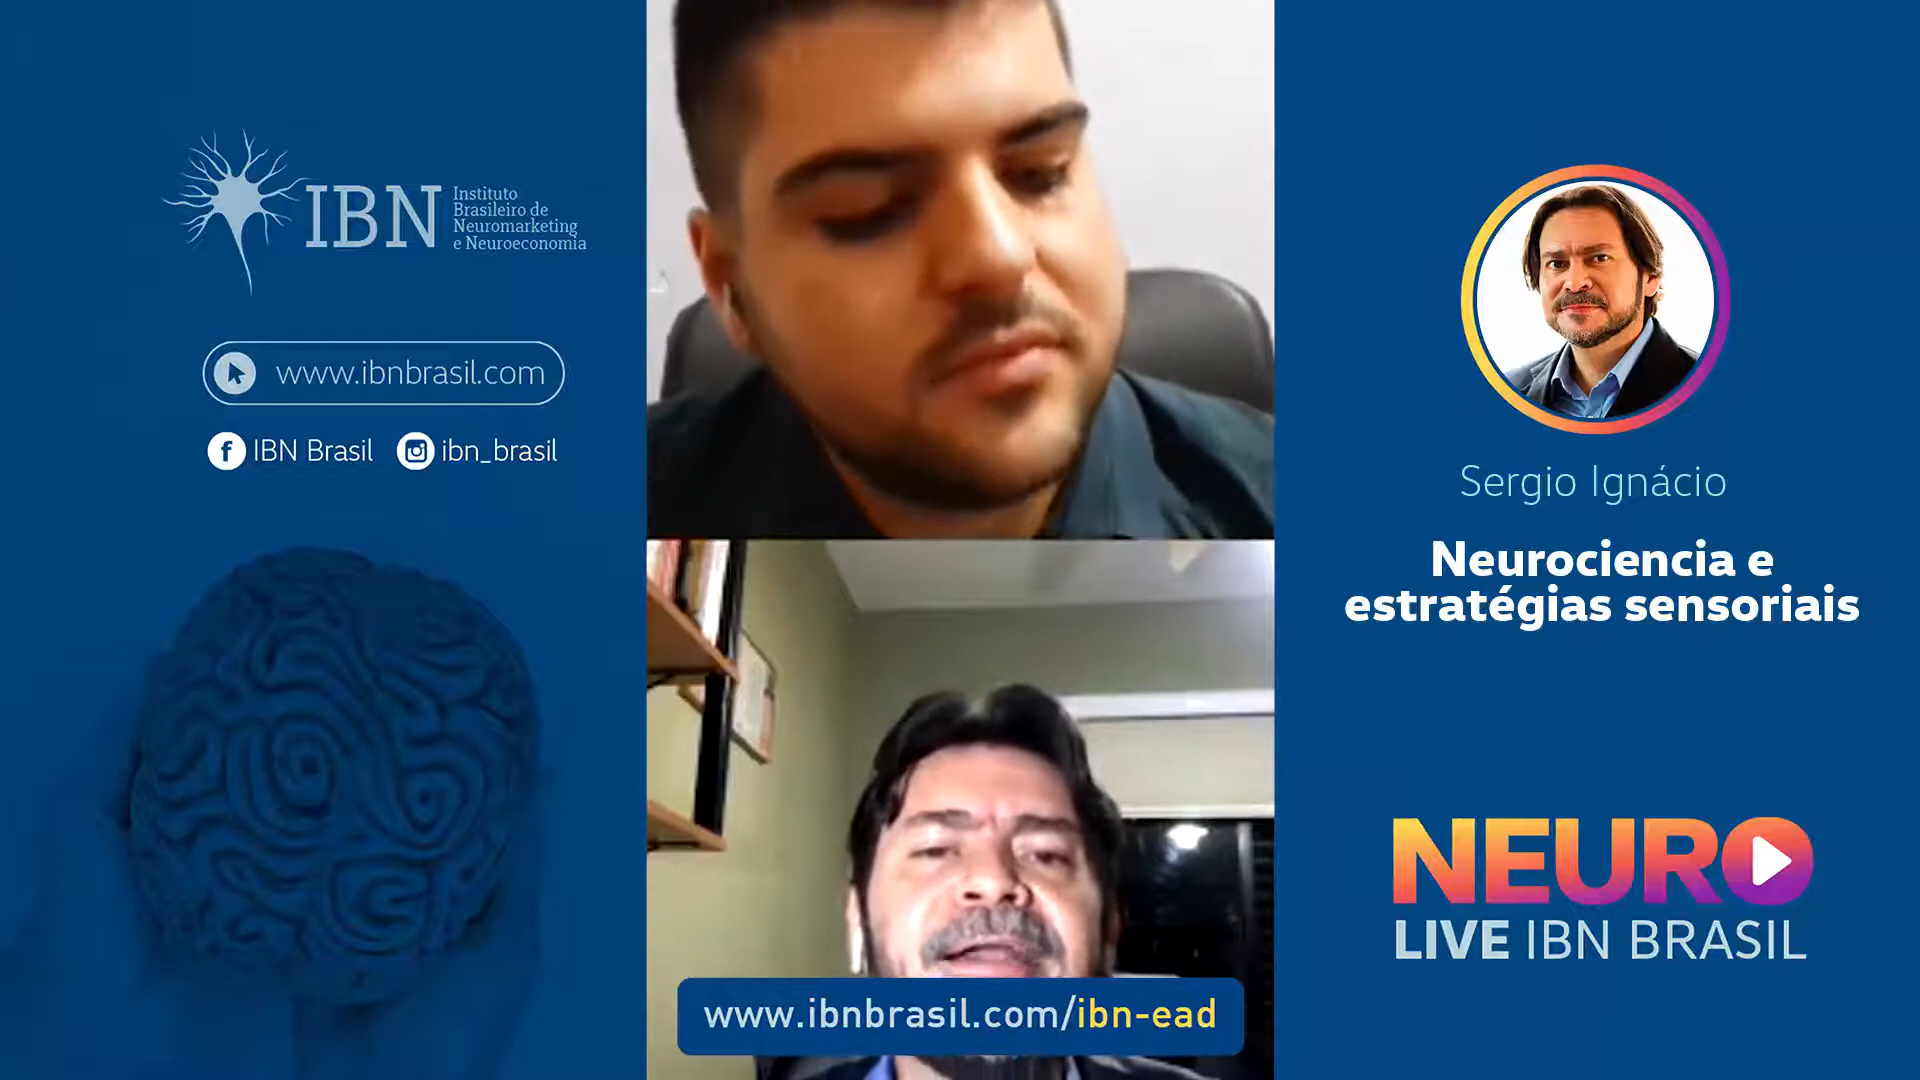 IBN
Instituto
Brasileiro de
Neuromarketing
e Neuroeconomia
www.ibnbrasil.com
f IBN Brasil ibn_brasil
www.ibnbrasil.com/ibn-ead
Sergio Ignácio
Neurociencia e
estratégias sensoriais
NEURO
LIVE IBN BRASIL